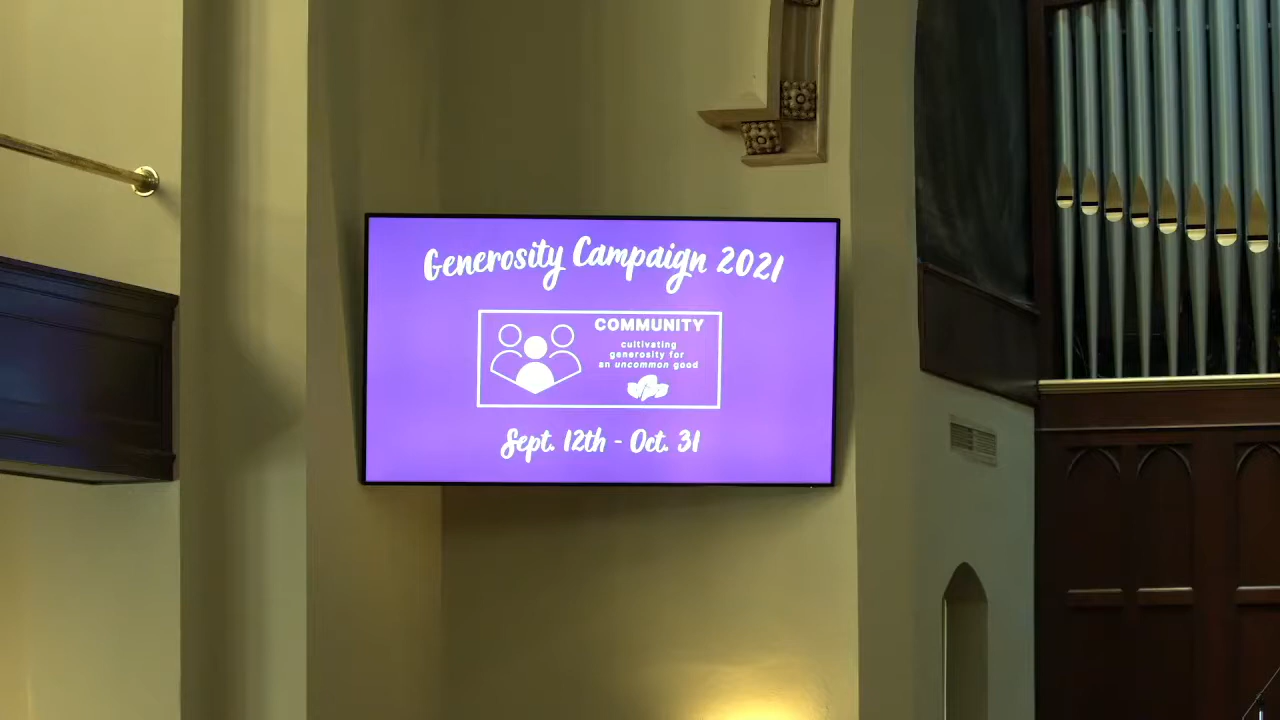 Generosity Campaign 2021
COMMUNITY
cultivating
generosity for
an uncommon good
Sept. 12th - Oct. 31